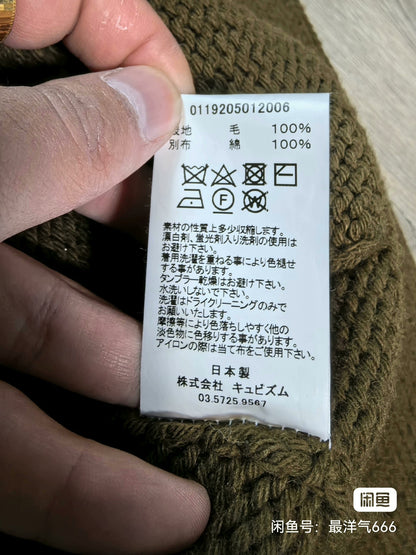 0119205012006
表地 毛 100%
別布 綿 100%
F
W
素材の性質上多少収縮します。
漂白剤、蛍光剤入り洗剤の使用は
お避け下さい。
着用洗濯を重ねる事により色褪せ
する事があります。
タンブラー乾燥はお避け下さい。
水洗いしないで下さい。
洗濯はドライクリーニングのみで
お願いいたします。
摩擦等により色落ちしやすく他の
淡色物に色移りする事があります。
アイロンの際は当て布をご使用下さい。
日本製
株式会社 キュビズム
03.5725.9567
闲鱼
闲鱼号：最洋气666